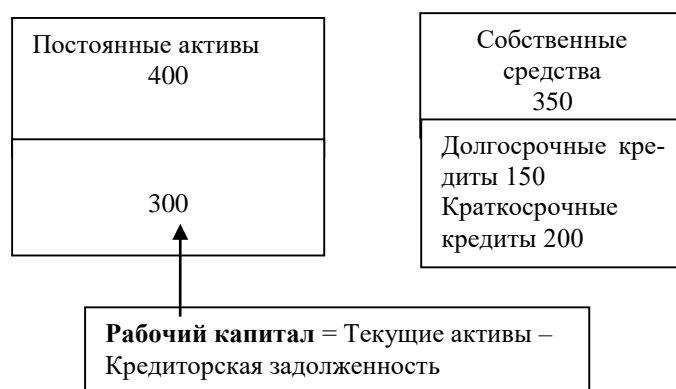 Постоянные активы
400
300
Собственные
средства
350
Долгосрочные кре-
диты 150
Краткосрочные
кредиты 200
Рабочий капитал = Текущие активы –
Кредиторская задолженность